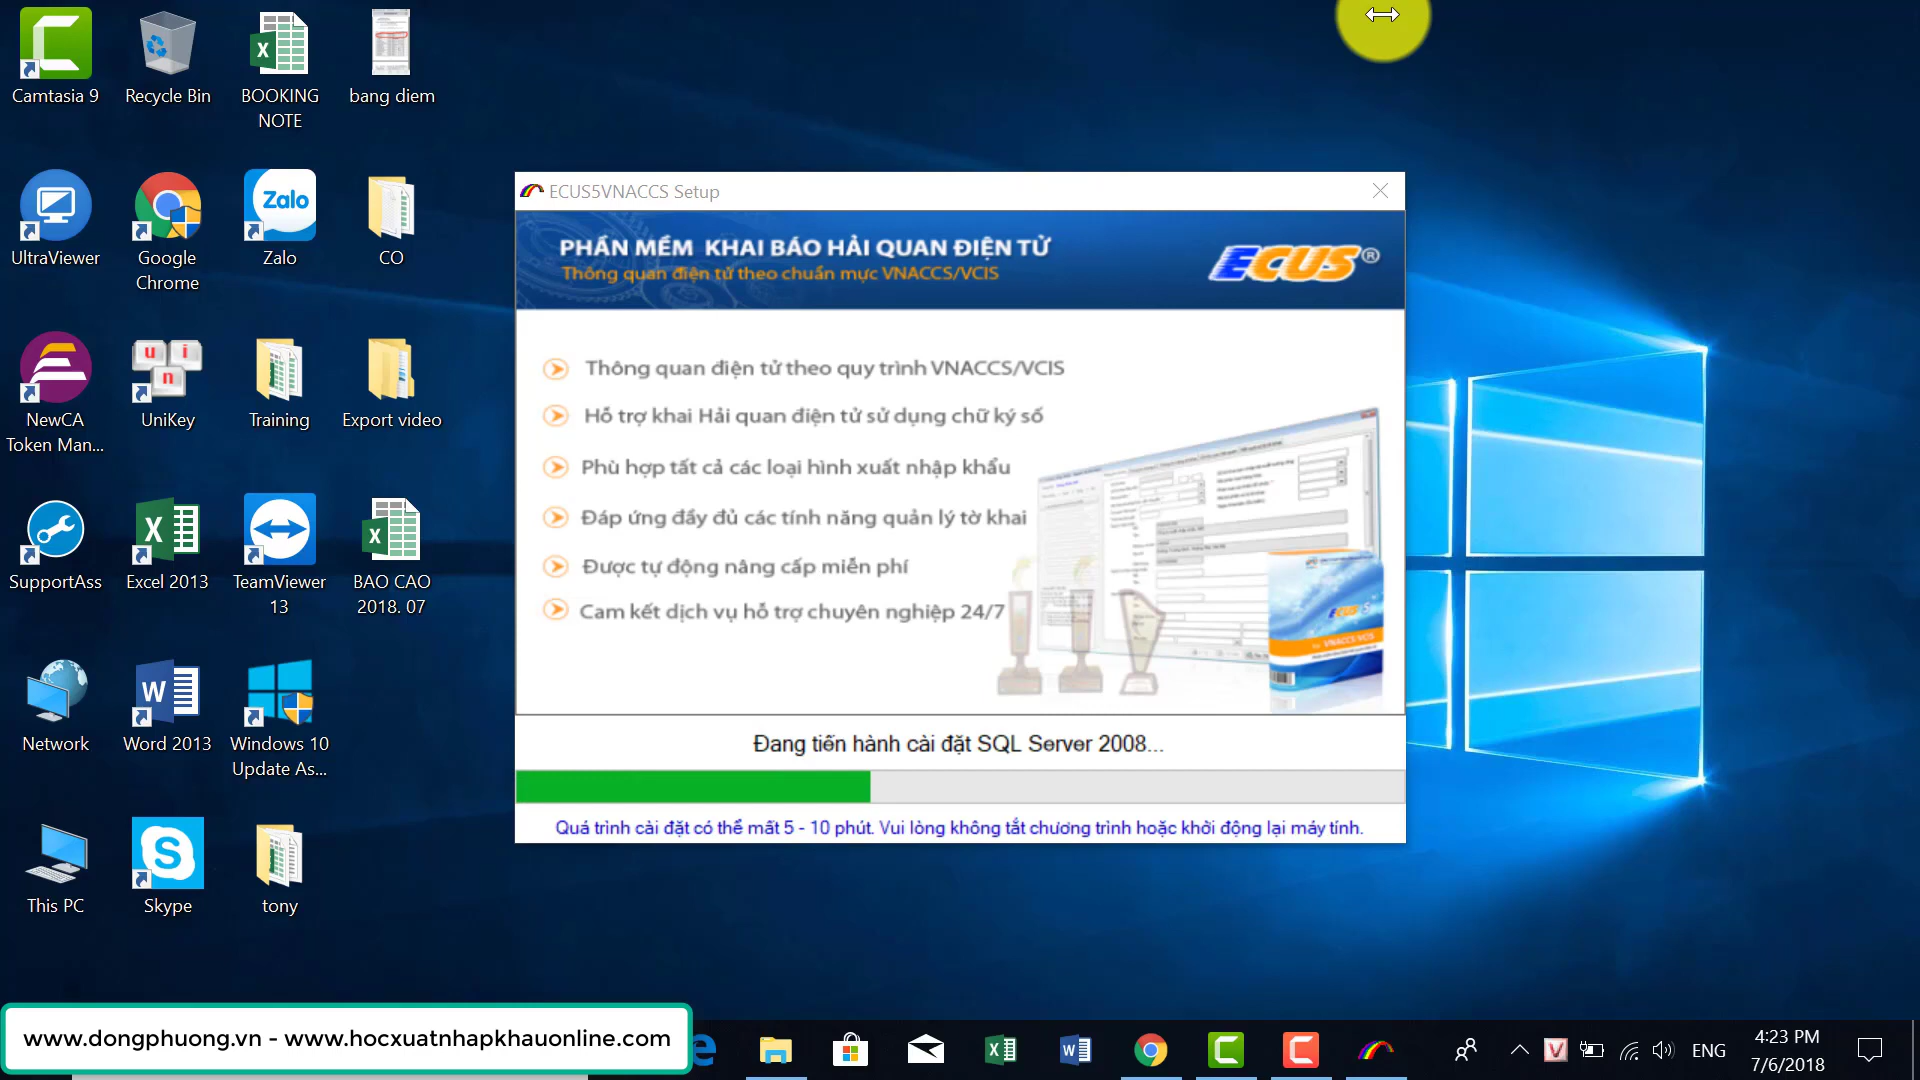 Camtasia 9
Recycle Bin
BOOKING
NOTE
bang diem
UltraViewer
Google
Chrome
Zalo
Zalo
CO
NewCA
Token Man...
UniKey
Training
Export video
SupportAss
Excel 2013
TeamViewer
13
BAO CAO
2018. 07
Network
Word 2013
Windows 10
Update As...
This PC
Skype
tony
ECUS5VNACCS Setup
PHẦN MỀM KHAI BÁO HẢI QUAN ĐIỆN TỬ
Thông quan điện tử theo chuẩn mực VNACCS/VCIS
ECUS®
Thông quan điện tử theo quy trình VNACCS/VCIS
Hỗ trợ khai Hải quan điện tử sử dụng chữ ký số
Phù hợp tất cả các loại hình xuất nhập khẩu
Đáp ứng đầy đủ các tính năng quản lý tờ khai
Được tự động nâng cấp miễn phí
Cam kết dịch vụ hỗ trợ chuyên nghiệp 24/7
ECUS 5
VNACCS/VCIS
Đang tiến hành cài đặt SQL Server 2008...
Quá trình cài đặt có thể mất 5 - 10 phút. Vui lòng không tắt chương trình hoặc khởi động lại máy tính.
www.dongphuong.vn - www.hocxuatnhapkhauonline.com
ENG
4:23 PM
7/6/2018